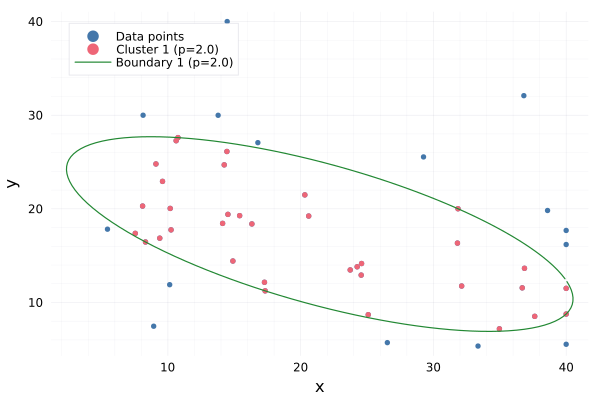 40
Data points
Cluster 1 (p=2.0)
Boundary 1 (p=2.0)
30
y
20
10
10 20 30 40
x